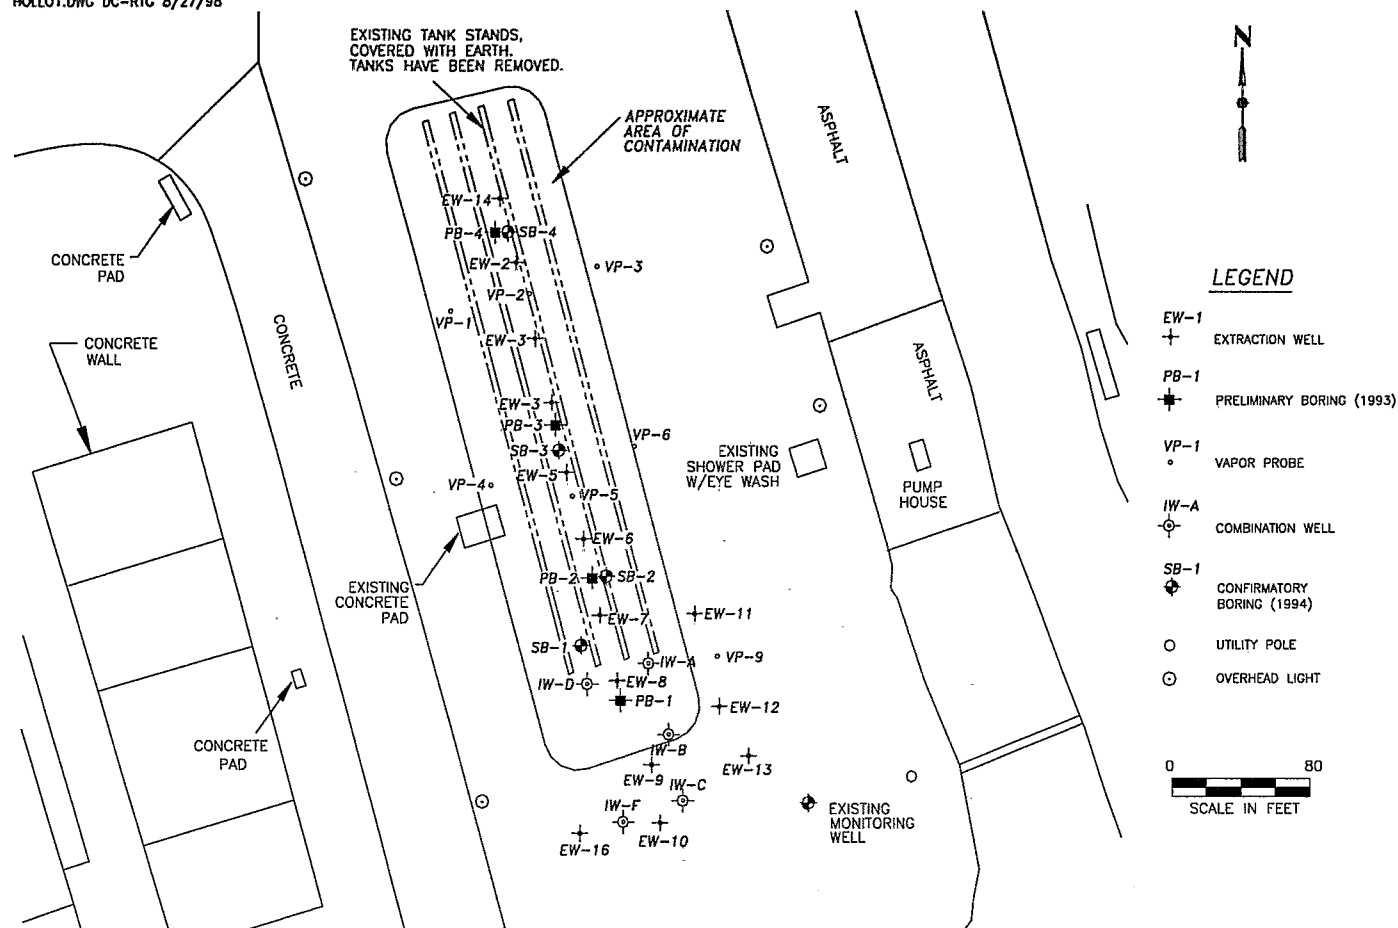 HOLLOT.DWG DC-RTC 8/27/98
EXISTING TANK STANDS,
COVERED WITH EARTH.
TANKS HAVE BEEN REMOVED.
APPROXIMATE
AREA OF
CONTAMINATION
N
ASPHALT
EW-14
PB-4
SB-4
EW-2
VP-3
VP-2
VP-1
EW-3
CONCRETE
PAD
CONCRETE
WALL
CONCRETE
ASPHALT
EW-3
PB-3
SB-3
VP-6
EW-5
VP-4
VP-5
EXISTING
SHOWER PAD
W/EYE WASH
PUMP
HOUSE
EW-6
PB-2
SB-2
EXISTING
CONCRETE
PAD
EW-7
EW-11
SB-1
IW-A
VP-9
IW-D
EW-8
PB-1
EW-12
CONCRETE
PAD
IW-B
EW-9
EW-13
IW-C
IW-F
EW-10
EW-16
EXISTING
MONITORING
WELL
LEGEND
EW-1
EXTRACTION WELL
PB-1
PRELIMINARY BORING (1993)
VP-1
VAPOR PROBE
IW-A
COMBINATION WELL
SB-1
CONFIRMATORY
BORING (1994)
UTILITY POLE
OVERHEAD LIGHT
0 80
SCALE IN FEET